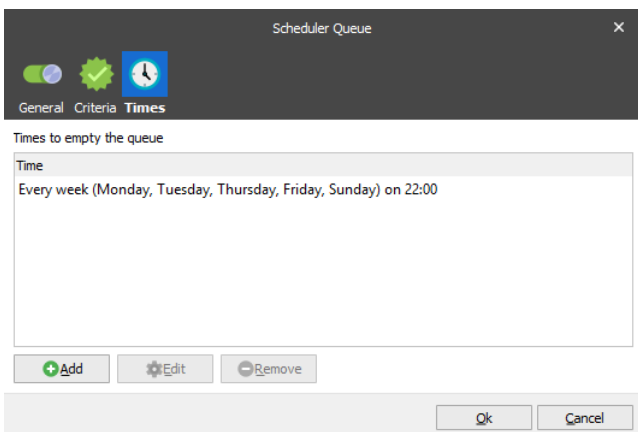 Scheduler Queue
General Criteria Times
Times to empty the queue
Time
Every week (Monday, Tuesday, Thursday, Friday, Sunday) on 22:00
Add Edit Remove
Ok Cancel